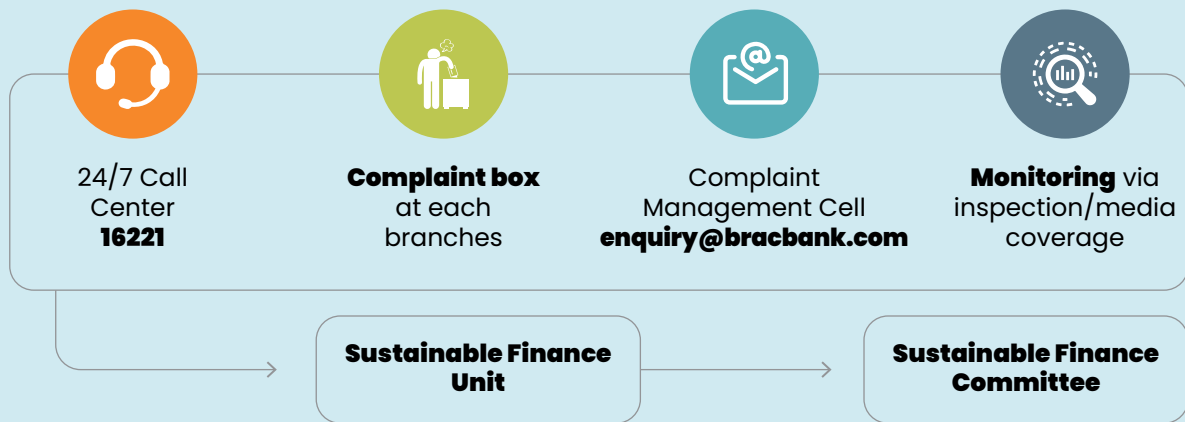 24/7 Call
Center
16221
Complaint box
at each
branches
Complaint
Management Cell
enquiry@bracbank.com
Monitoring via
inspection/media
coverage
Sustainable Finance
Unit
Sustainable Finance
Committee